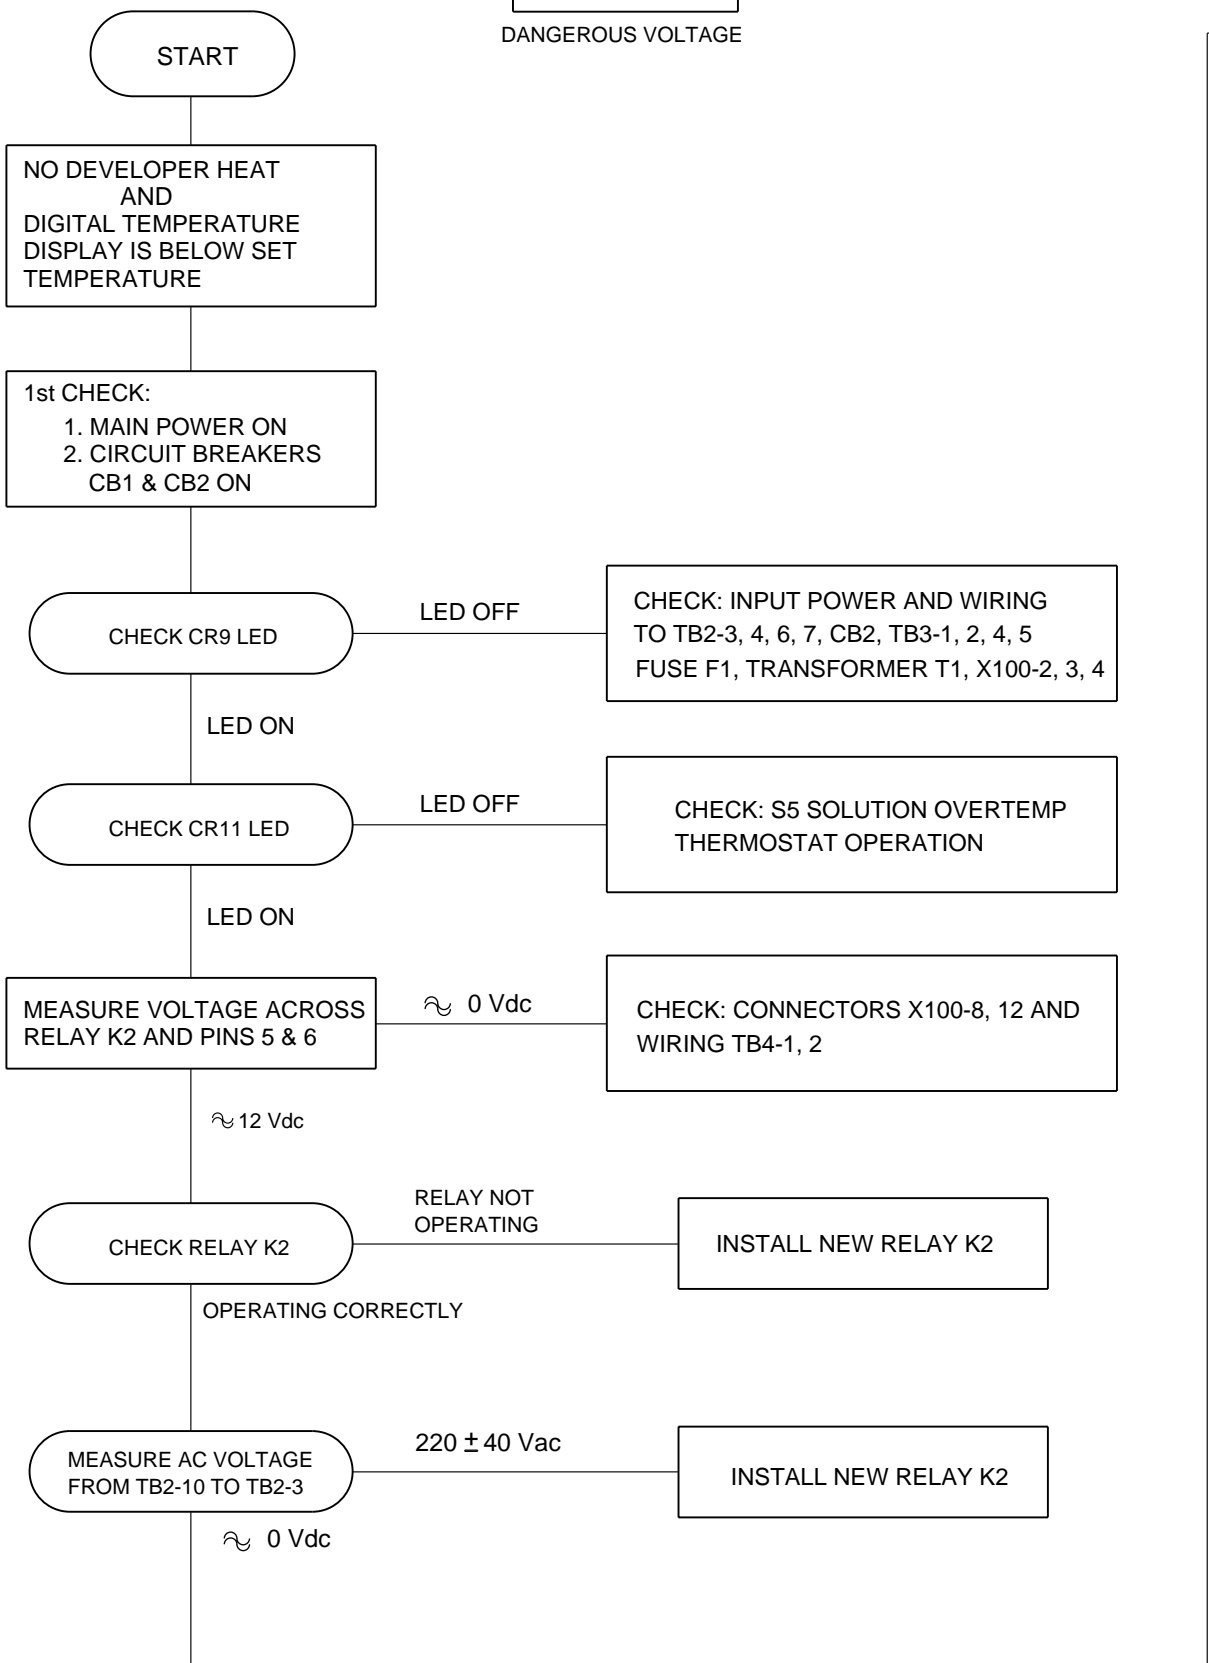 DANGEROUS VOLTAGE
START
NO DEVELOPER HEAT
AND
DIGITAL TEMPERATURE
DISPLAY IS BELOW SET
TEMPERATURE
1st CHECK:
1. MAIN POWER ON
2. CIRCUIT BREAKERS
CB1 & CB2 ON
CHECK CR9 LED
LED OFF
CHECK: INPUT POWER AND WIRING
TO TB2-3, 4, 6, 7, CB2, TB3-1, 2, 4, 5
FUSE F1, TRANSFORMER T1, X100-2, 3, 4
LED ON
CHECK CR11 LED
LED OFF
CHECK: S5 SOLUTION OVERTEMP
THERMOSTAT OPERATION
LED ON
MEASURE VOLTAGE ACROSS
RELAY K2 AND PINS 5 & 6
≈ 0 Vdc
CHECK: CONNECTORS X100-8, 12 AND
WIRING TB4-1, 2
≈ 12 Vdc
CHECK RELAY K2
RELAY NOT
OPERATING
INSTALL NEW RELAY K2
OPERATING CORRECTLY
MEASURE AC VOLTAGE
FROM TB2-10 TO TB2-3
220 ± 40 Vac
INSTALL NEW RELAY K2
≈ 0 Vdc